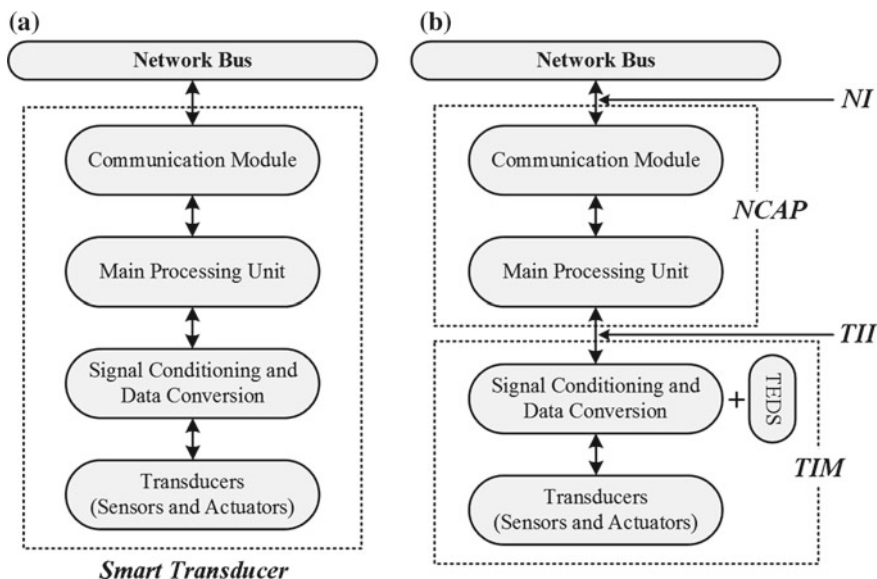 (a)
Network Bus
Communication Module
Main Processing Unit
Signal Conditioning and
Data Conversion
Transducers
(Sensors and Actuators)
Smart Transducer
(b)
Network Bus
NI
Communication Module
NCAP
Main Processing Unit
TII
Signal Conditioning and
Data Conversion
+
TEDS
TIM
Transducers
(Sensors and Actuators)